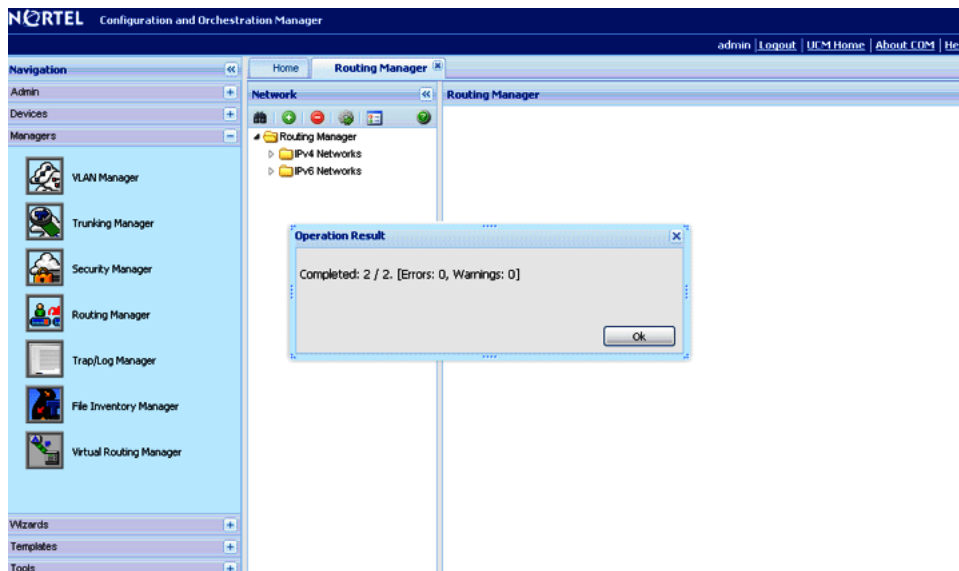 NORTEL Configuration and Orchestration Manager
admin | Logout | UCM Home | About COM | He
Navigation
Home
Routing Manager
Admin
Network
Routing Manager
Devices
Managers
Routing Manager
IPv4 Networks
IPv6 Networks
VLAN Manager
Trunking Manager
Security Manager
Routing Manager
Trap/Log Manager
File Inventory Manager
Virtual Routing Manager
Operation Result
Completed: 2 / 2. [Errors: 0, Warnings: 0]
Ok
Wizards
Templates
Tools